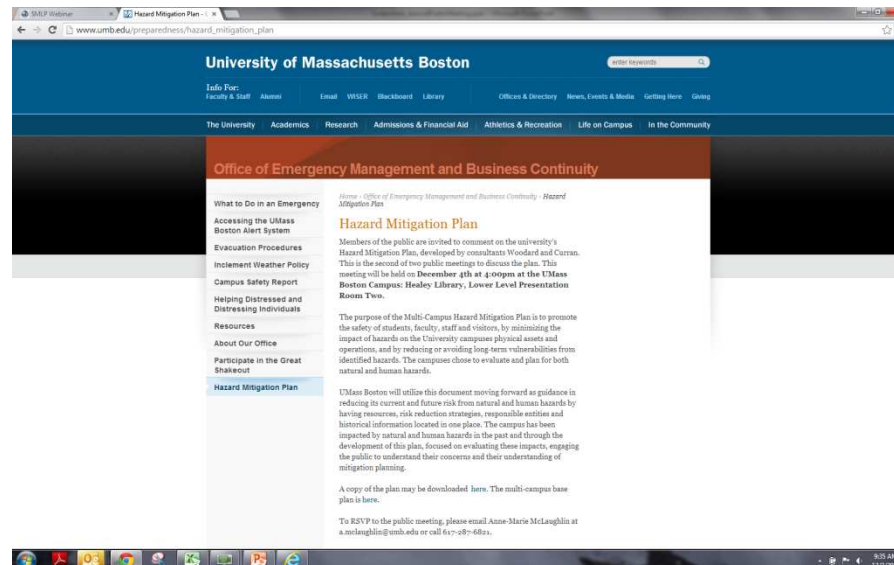 SMLP Webinar
Hazard Mitigation Plan -
www.umb.edu/preparedness/hazard_mitigation_plan
University of Massachusetts Boston
enter keywords
Info For:
Faculty & Staff Alumni Email WISER Blackboard Library Offices & Directory News, Events & Media Getting Here Giving
The University Academics Research Admissions & Financial Aid Athletics & Recreation Life on Campus In the Community
Office of Emergency Management and Business Continuity
What to Do in an Emergency
Accessing the UMass
Boston Alert System
Evacuation Procedures
Inclement Weather Policy
Campus Safety Report
Helping Distressed and
Distressing Individuals
Resources
About Our Office
Participate in the Great
Shakeout
Hazard Mitigation Plan
Home - Office of Emergency Management and Business Continuity - Hazard
Mitigation Plan
Hazard Mitigation Plan
Members of the public are invited to comment on the university's
Hazard Mitigation Plan, developed by consultants Woodard and Curran.
This is the second of two public meetings to discuss the plan. This
meeting will be held on December 4th at 4:00pm at the UMass
Boston Campus: Healey Library, Lower Level Presentation
Room Two.
The purpose of the Multi-Campus Hazard Mitigation Plan is to promote
the safety of students, faculty, staff and visitors, by minimizing the
impact of hazards on the University campuses physical assets and
operations, and by reducing or avoiding long-term vulnerabilities from
identified hazards. The campuses chose to evaluate and plan for both
natural and human hazards.
UMass Boston will utilize this document moving forward as guidance in
reducing its current and future risk from natural and human hazards by
having resources, risk reduction strategies, responsible entities and
historical information located in one place. The campus has been
impacted by natural and human hazards in the past and through the
development of this plan, focused on evaluating these impacts, engaging
the public to understand their concerns and their understanding of
mitigation planning.
A copy of the plan may be downloaded here. The multi-campus base
plan is here.
To RSVP to the public meeting, please email Anne-Marie McLaughlin at
a.mclaughlin@umb.edu or call 617-287-6821.
9:35 AM